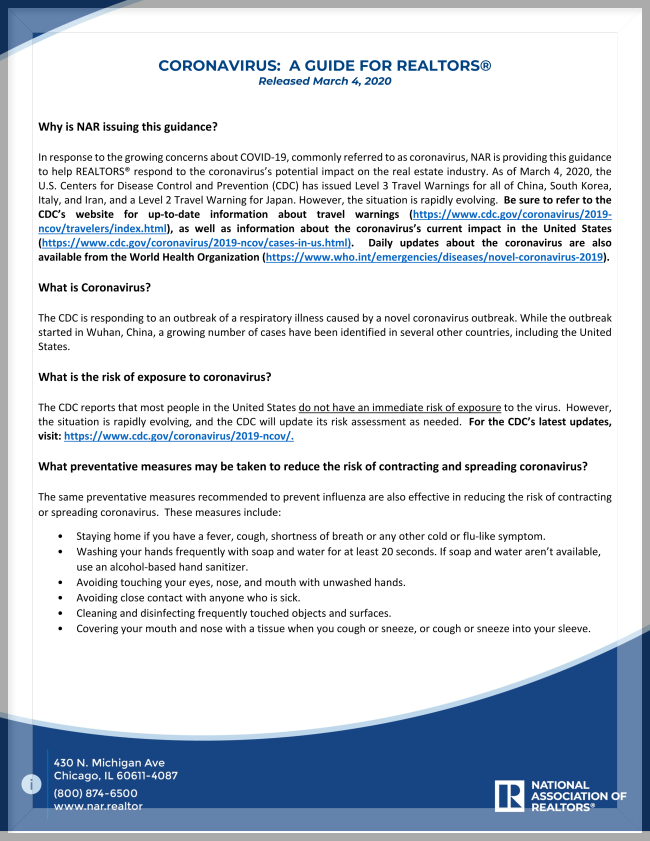 CORONAVIRUS:  A GUIDE FOR REALTORS®
Released March 4, 2020
Why is NAR issuing this guidance?
In response to the growing concerns about COVID-19, commonly referred to as coronavirus, NAR is providing this guidance
to help REALTORS® respond to the coronavirus's potential impact on the real estate industry. As of March 4, 2020, the
U.S. Centers for Disease Control and Prevention (CDC) has issued Level 3 Travel Warnings for all of China, South Korea,
Italy, and Iran, and a Level 2 Travel Warning for Japan. However, the situation is rapidly evolving.  Be sure to refer to the
CDC's website for up-to-date information about travel warnings (https://www.cdc.gov/coronavirus/2019-
ncov/travelers/index.html), as well as information about the coronavirus's current impact in the United States
(https://www.cdc.gov/coronavirus/2019-ncov/cases-in-us.html).  Daily updates about the coronavirus are also
available from the World Health Organization (https://www.who.int/emergencies/diseases/novel-coronavirus-2019).
What is Coronavirus?
The CDC is responding to an outbreak of a respiratory illness caused by a novel coronavirus outbreak. While the outbreak
started in Wuhan, China, a growing number of cases have been identified in several other countries, including the United
States.
What is the risk of exposure to coronavirus?
The CDC reports that most people in the United States do not have an immediate risk of exposure to the virus.  However,
the situation is rapidly evolving, and the CDC will update its risk assessment as needed.  For the CDC's latest updates,
visit: https://www.cdc.gov/coronavirus/2019-ncov/.
What preventative measures may be taken to reduce the risk of contracting and spreading coronavirus?
The same preventative measures recommended to prevent influenza are also effective in reducing the risk of contracting
or spreading coronavirus.  These measures include:
• Staying home if you have a fever, cough, shortness of breath or any other cold or flu-like symptom.
• Washing your hands frequently with soap and water for at least 20 seconds. If soap and water aren't available,
use an alcohol-based hand sanitizer.
• Avoiding touching your eyes, nose, and mouth with unwashed hands.
• Avoiding close contact with anyone who is sick.
• Cleaning and disinfecting frequently touched objects and surfaces.
• Covering your mouth and nose with a tissue when you cough or sneeze, or cough or sneeze into your sleeve.
430 N. Michigan Ave
Chicago, IL 60611-4087
(800) 874-6500
www.nar.realtor
i
R
NATIONAL
ASSOCIATION OF
REALTORS®